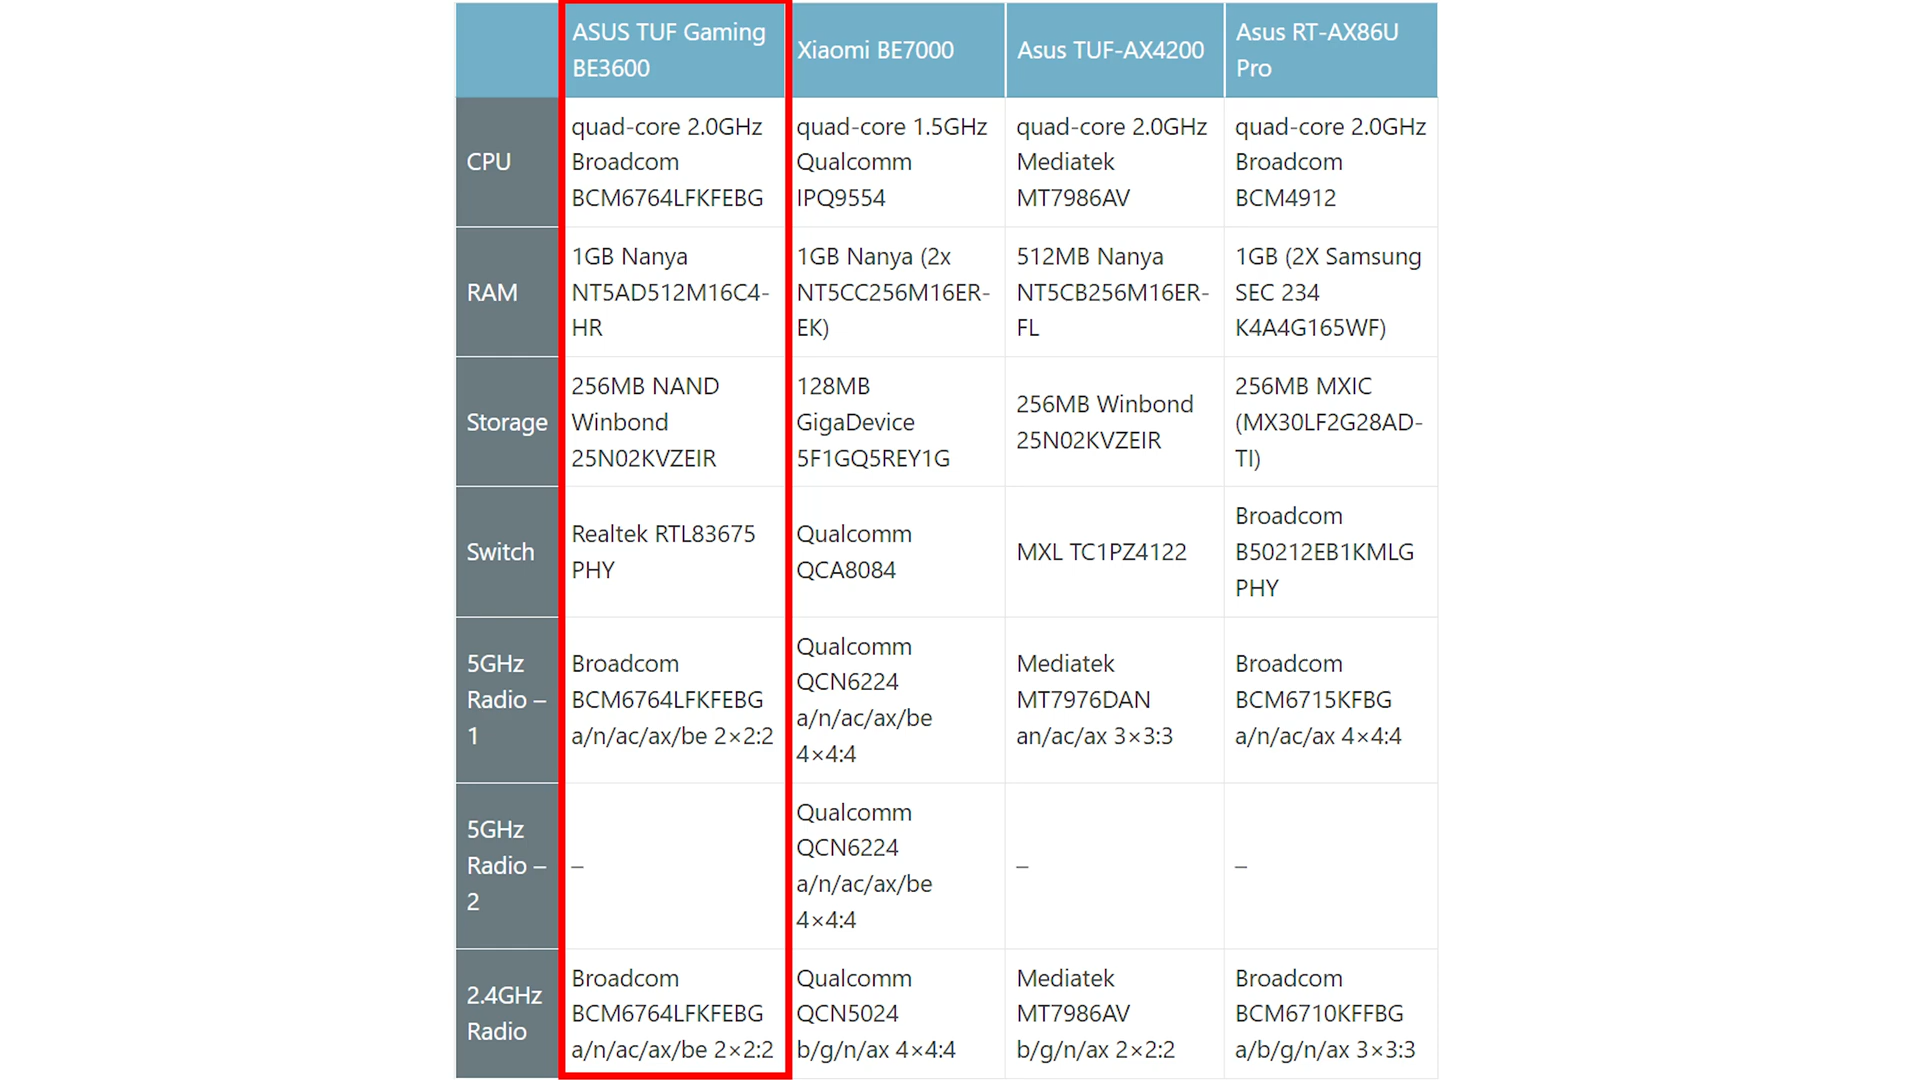 ASUS TUF Gaming
BE3600
Xiaomi BE7000
Asus TUF-AX4200
Asus RT-AX86U
Pro
CPU
quad-core 2.0GHz
Broadcom
BCM6764LFKFEBG
quad-core 1.5GHz
Qualcomm
IPQ9554
quad-core 2.0GHz
Mediatek
MT7986AV
quad-core 2.0GHz
Broadcom
BCM4912
RAM
1GB Nanya
NT5AD512M16C4-
HR
1GB Nanya (2x
NT5CC256M16ER-
EK)
512MB Nanya
NT5CB256M16ER-
FL
1GB (2X Samsung
SEC 234
K4A4G165WF)
Storage
256MB NAND
Winbond
25N02KVZEIR
128MB
GigaDevice
5F1GQ5REY1G
256MB Winbond
25N02KVZEIR
256MB MXIC
(MX30LF2G28AD-
TI)
Switch
Realtek RTL83675
PHY
Qualcomm
QCA8084
MXL TC1PZ4122
Broadcom
B50212EB1KMLG
PHY
5GHz
Radio –
1
Broadcom
BCM6764LFKFEBG
a/n/ac/ax/be 2×2:2
Qualcomm
QCN6224
a/n/ac/ax/be
4×4:4
Mediatek
MT7976DAN
an/ac/ax 3×3:3
Broadcom
BCM6715KFBG
a/n/ac/ax 4×4:4
5GHz
Radio –
2
–
Qualcomm
QCN6224
a/n/ac/ax/be
4×4:4
–
–
2.4GHz
Radio
Broadcom
BCM6764LFKFEBG
a/n/ac/ax/be 2×2:2
Qualcomm
QCN5024
b/g/n/ax 4×4:4
Mediatek
MT7986AV
b/g/n/ax 2×2:2
Broadcom
BCM6710KFFBG
a/b/g/n/ax 3×3:3